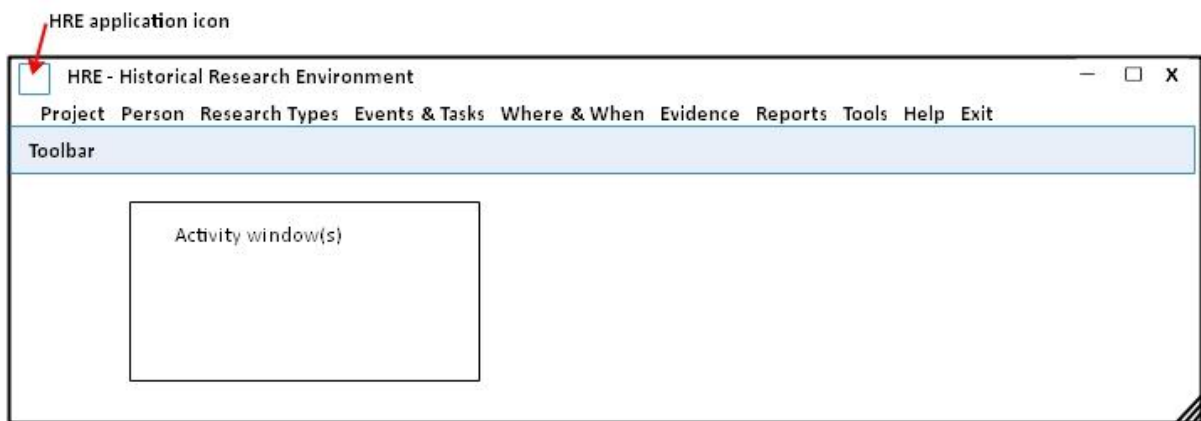 HRE application icon
HRE - Historical Research Environment
X
Project Person Research Types Events & Tasks Where & When Evidence Reports Tools Help Exit
Toolbar
Activity window(s)